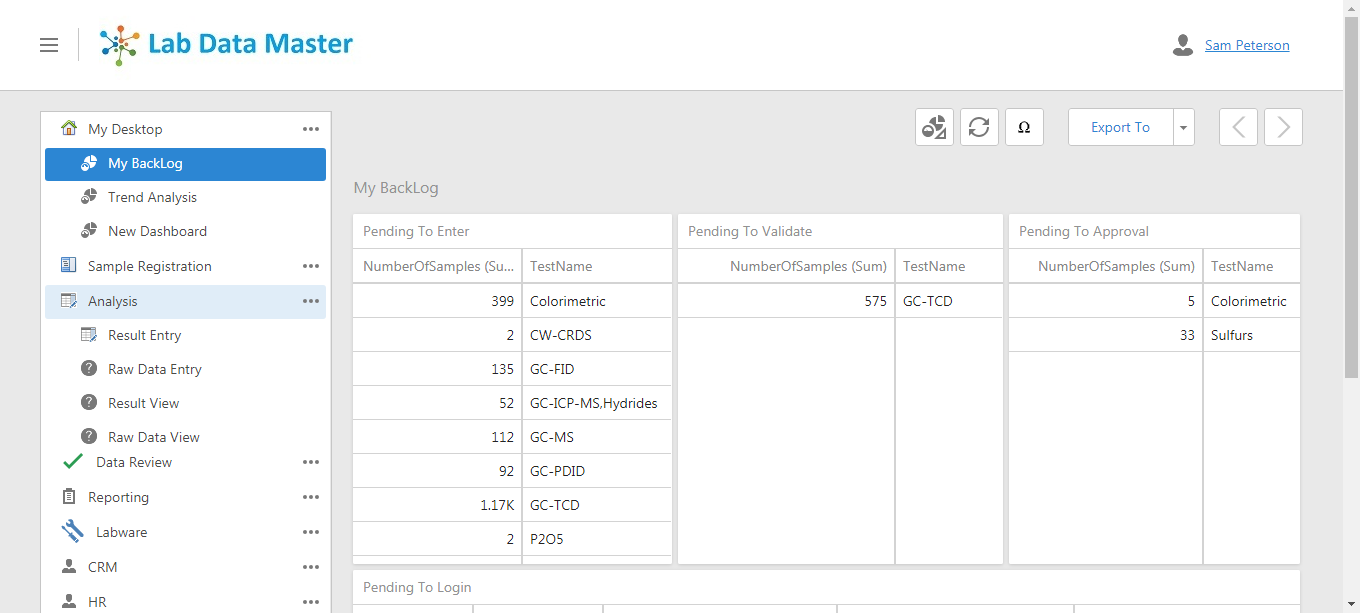 Lab Data Master
Sam Peterson
My Desktop
My BackLog
Trend Analysis
New Dashboard
Sample Registration
Analysis
Result Entry
Raw Data Entry
Result View
Raw Data View
Data Review
Reporting
Labware
CRM
HR
Ω
Export To
My BackLog
Pending To Enter
NumberOfSamples (Su... TestName
399 Colorimetric
2 CW-CRDS
135 GC-FID
52 GC-ICP-MS,Hydrides
112 GC-MS
92 GC-PDID
1.17K GC-TCD
2 P2O5
Pending To Validate
NumberOfSamples (Sum) TestName
575 GC-TCD
Pending To Approval
NumberOfSamples (Sum) TestName
5 Colorimetric
33 Sulfurs
Pending To Login